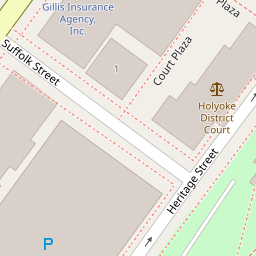 Gillis Insurance
Agency,
Inc.
Plaza
Suffolk Street
Court Plaza
1
Holyoke
District
Court
Heritage Street
P